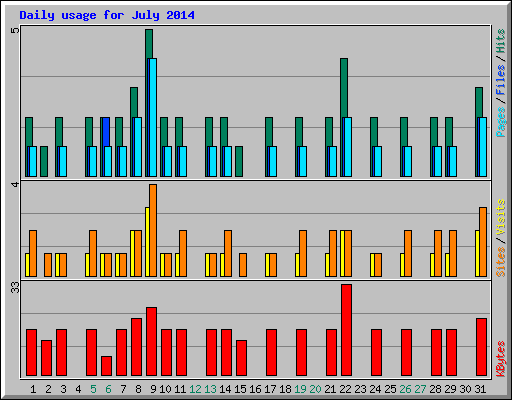 Daily usage for July 2014
5
Pages / Files / Hits
4
Sites / Visits
33
KBytes
1 2 3 4 5 6 7 8 9 10 11 12 13 14 15 16 17 18 19 20 21 22 23 24 25 26 27 28 29 30 31